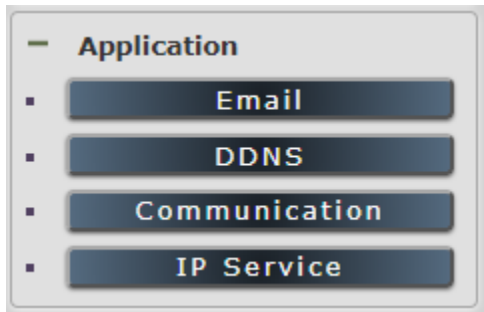 Application
Email
DDNS
Communication
IP Service